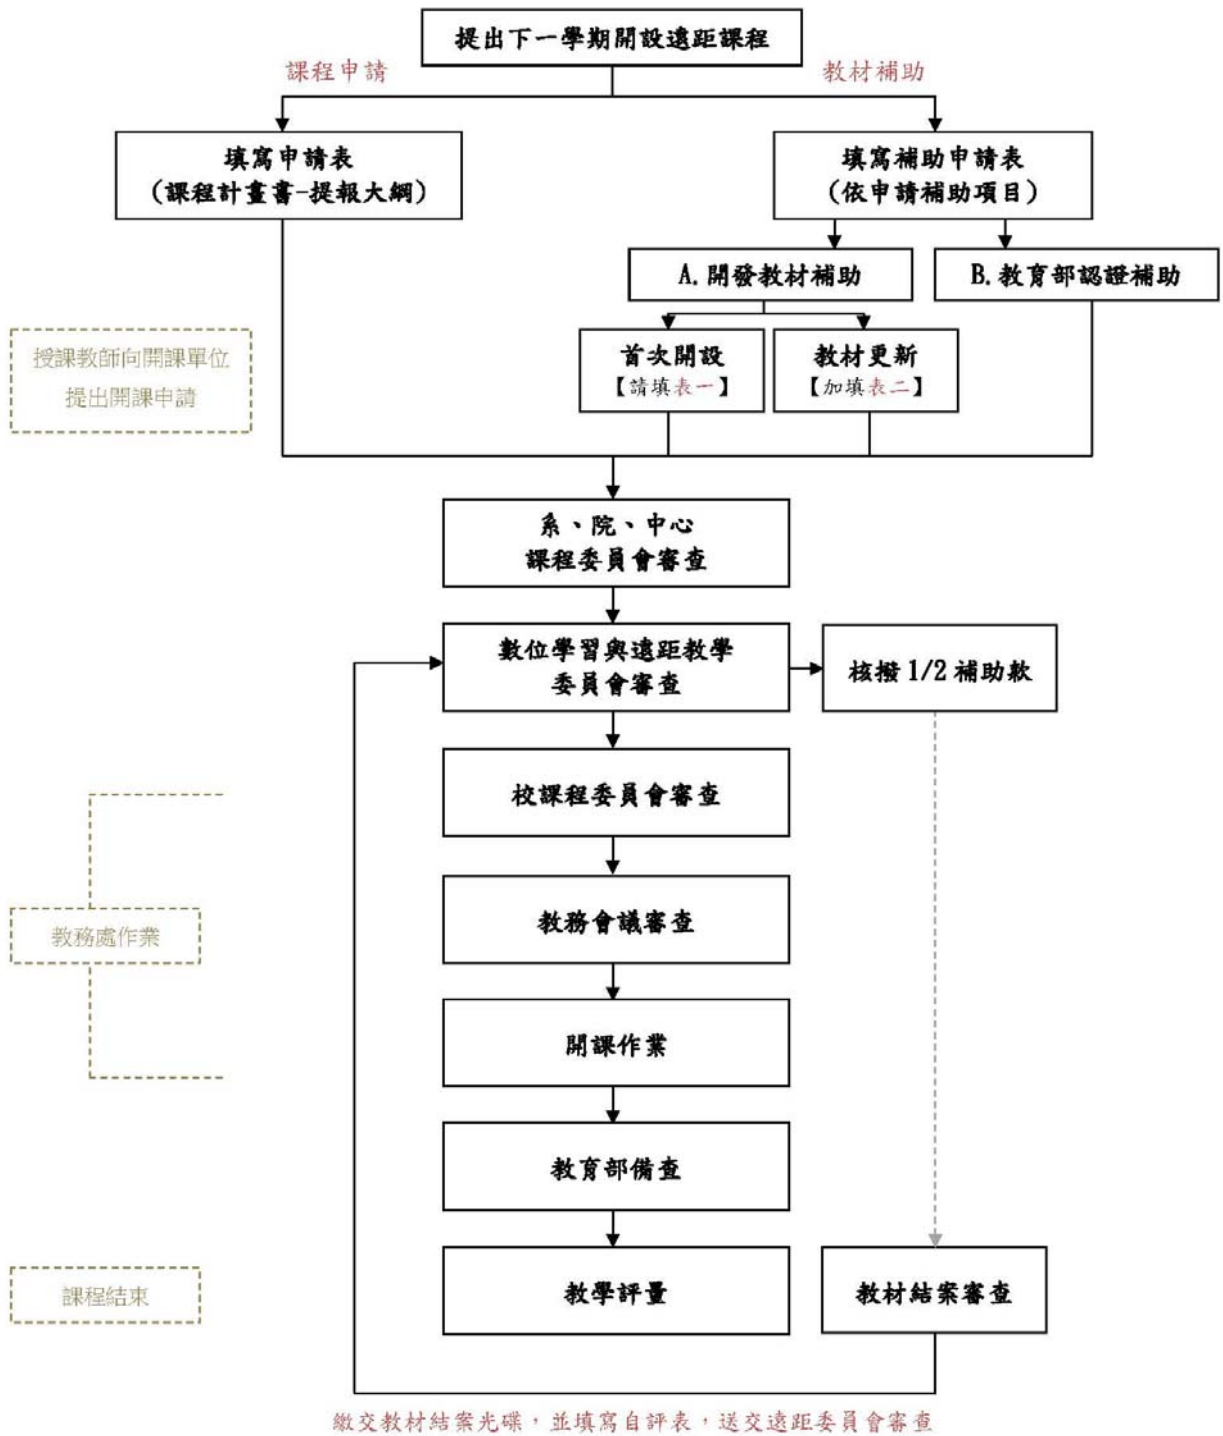 提出下一學期開設遠距課程
課程申請
教材補助
填寫申請表
(課程計畫書-提報大綱)
填寫補助申請表
(依申請補助項目)
A.開發教材補助
B.教育部認證補助
授課教師向開課單位
提出開課申請
首次開設
【請填表一】
教材更新
【加填表二】
系、院、中心
課程委員會審查
數位學習與遠距教學
委員會審查
核撥1/2補助款
校課程委員會審查
教務會議審查
教務處作業
開課作業
教育部備查
課程結束
教學評量
教材結案審查
繳交教材結案光碟，並填寫自評表，送交遠距委員會審查